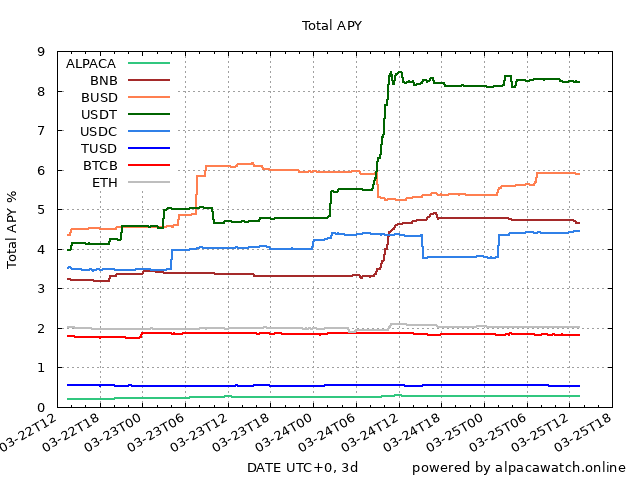 Total APY
Total APY %
9
8
7
6
5
4
3
2
1
0
ALPACA
BNB
BUSD
USDT
USDC
TUSD
BTCB
ETH
03-22T12
03-22T18
03-23T00
03-23T06
03-23T12
03-23T18
03-24T00
03-24T06
03-24T12
03-24T18
03-25T00
03-25T06
03-25T12
03-25T18
DATE UTC+0, 3d
powered by alpacawatch.online